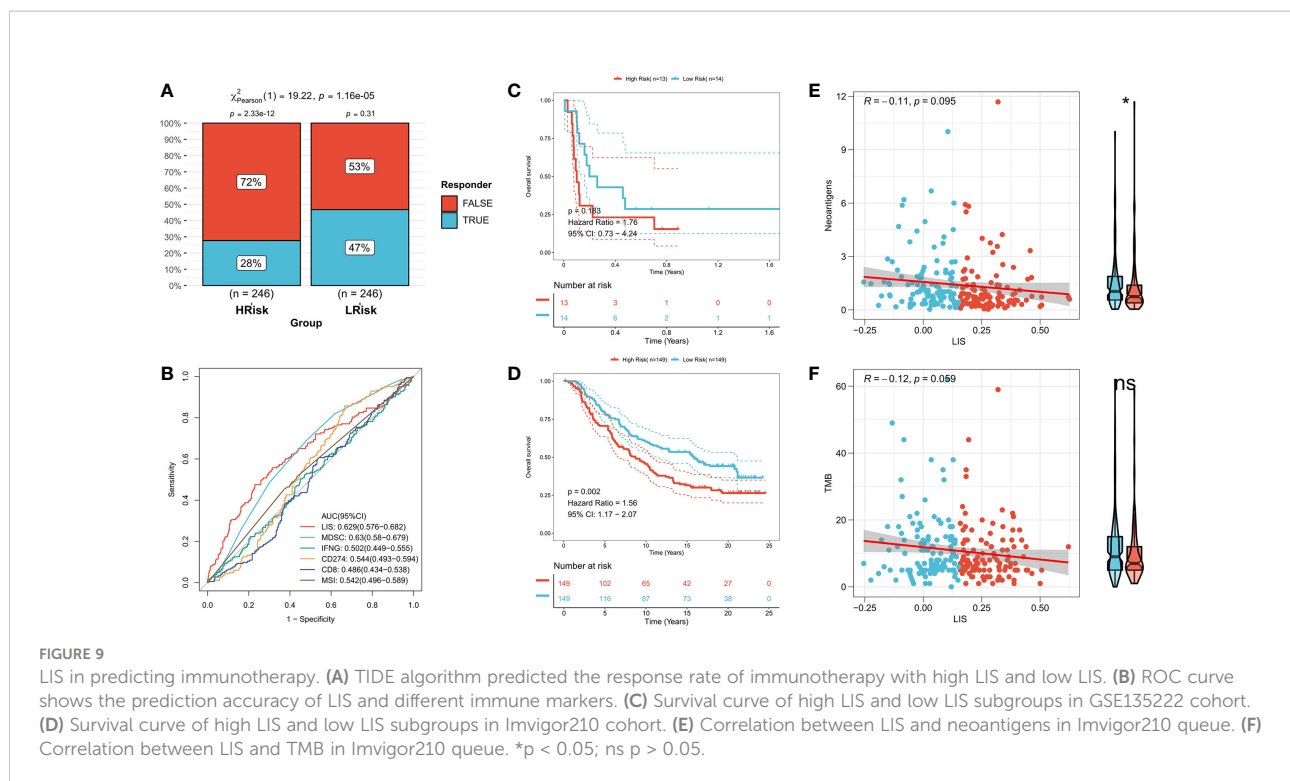 A
χ²Pearson(1) = 19.22, p = 1.16e-05
p = 2.33e-12 p = 0.31
100%
90%
80%
70%
60%
50%
40%
30%
20%
10%
0%
72%
28%
53%
47%
(n = 246) (n = 246)
HRisk LRisk
Group
Responder
FALSE
TRUE
B
Sensitivity
1.0
0.8
0.6
0.4
0.2
0.0
AUC(95%CI)
LIS: 0.629(0.576−0.682)
MDSC: 0.63(0.58−0.679)
IFNG: 0.502(0.449−0.555)
CD274: 0.544(0.493−0.594)
CD8: 0.486(0.434−0.538)
MSI: 0.542(0.496−0.589)
0.0 0.2 0.4 0.6 0.8 1.0
1 − Specificity
C
High Risk( n=13) Low Risk( n=14)
Overall survival
1.00
0.75
0.50
0.25
0.00
p = 0.183
Hazard Ratio = 1.76
95% CI: 0.73 − 4.24
0 0.4 0.8 1.2 1.6
Time (Years)
Number at risk
13 3 1 0 0
14 6 2 1 1
0 0.4 0.8 1.2 1.6
Time (Years)
D
High Risk( n=149) Low Risk( n=149)
Overall survival
1.00
0.75
0.50
0.25
0.00
p = 0.002
Hazard Ratio = 1.56
95% CI: 1.17 − 2.07
0 5 10 15 20 25
Time (Years)
Number at risk
149 102 65 42 27 0
149 116 87 73 38 0
0 5 10 15 20 25
Time (Years)
E
R = −0.11, p = 0.095
Neoantigens
12
9
6
3
0
−0.25 0.00 0.25 0.50
LIS
*
F
R = −0.12, p = 0.059
TMB
60
40
20
0
−0.25 0.00 0.25 0.50
LIS
ns
FIGURE 9
LIS in predicting immunotherapy. (A) TIDE algorithm predicted the response rate of immunotherapy with high LIS and low LIS. (B) ROC curve
shows the prediction accuracy of LIS and different immune markers. (C) Survival curve of high LIS and low LIS subgroups in GSE135222 cohort.
(D) Survival curve of high LIS and low LIS subgroups in Imvigor210 cohort. (E) Correlation between LIS and neoantigens in Imvigor210 queue. (F)
Correlation between LIS and TMB in Imvigor210 queue. *p < 0.05; ns p > 0.05.